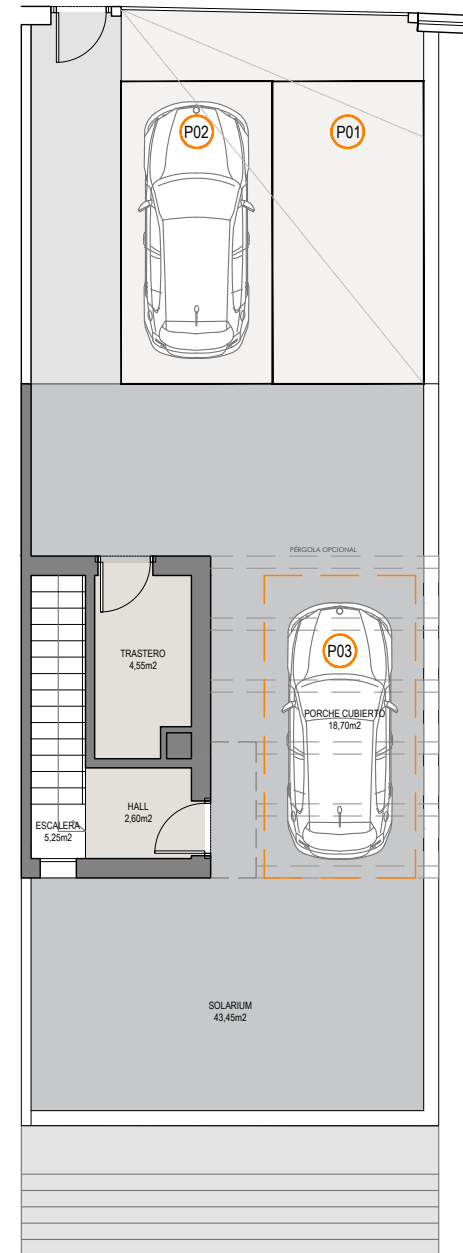 P02
P01
PÉRGOLA OPCIONAL
TRASTERO
4,55m2
P03
PORCHE CUBIERTO
18,70m2
HALL
2,60m2
ESCALERA
5,25m2
SOLARIUM
43,45m2